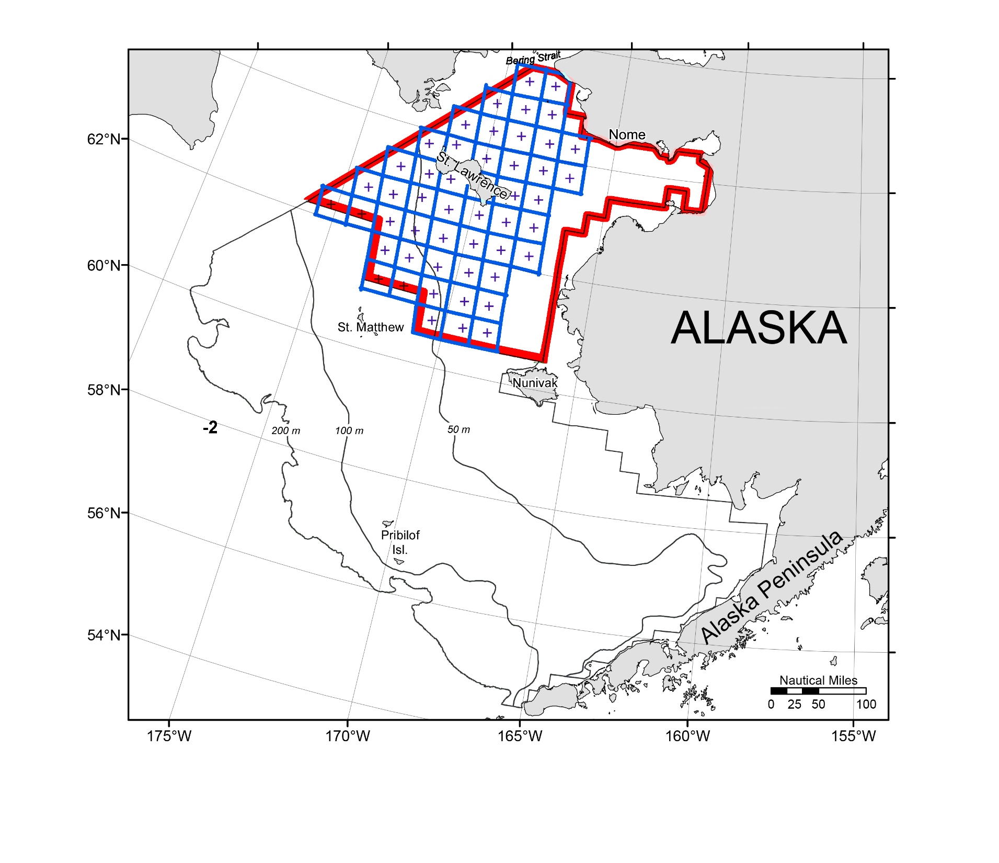 Bering Strait
Nome
62°N
St. Lawrence
60°N
ALASKA
St. Matthew
Nunivak
58°N
-2
200 m
100 m
50 m
56°N
Pribilof
Isl.
Alaska Peninsula
54°N
Nautical Miles
0 25 50 100
175°W 170°W 165°W 160°W 155°W